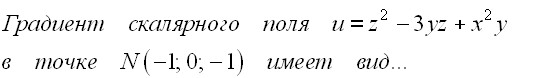 Градиент скалярного поля u = z² − 3yz + x²y
в точке N(−1; 0; −1) имеет вид...